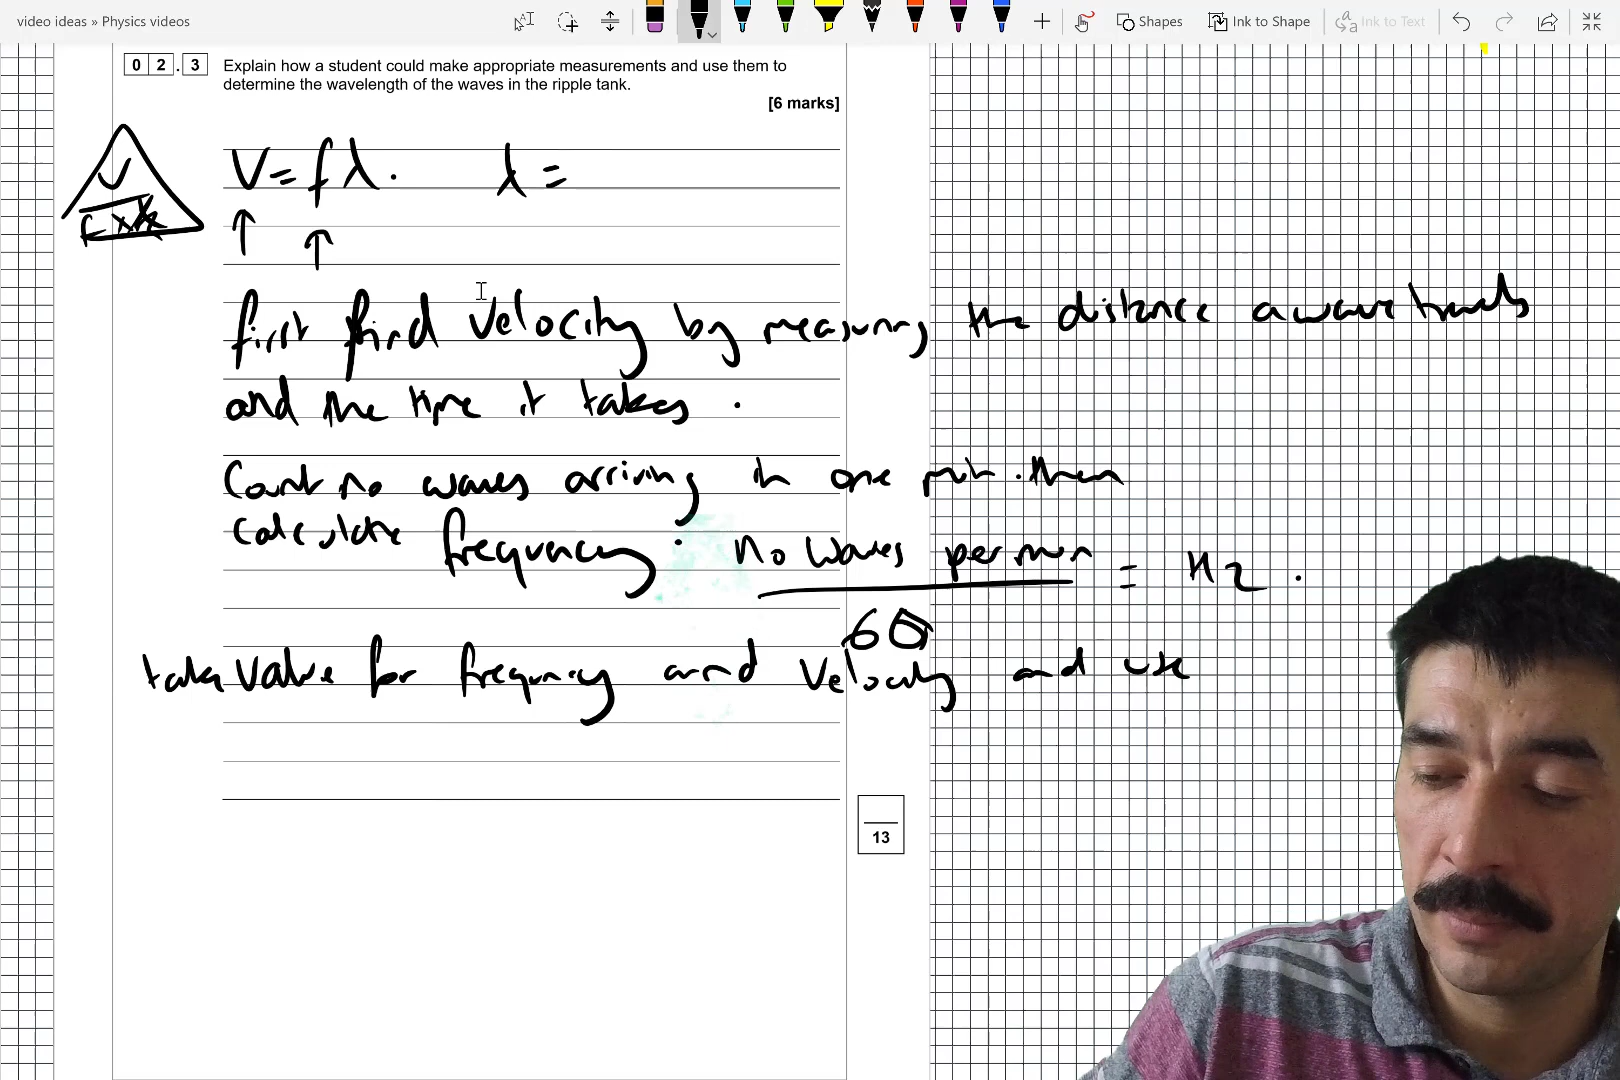 video ideas » Physics videos
Shapes
Ink to Shape
Ink to Text
0 2 . 3 Explain how a student could make appropriate measurements and use them to
determine the wavelength of the waves in the ripple tank.
[6 marks]
V = fλ. λ =
V
f x λ
first find velocity by measuring the distance a wave travels
and the time it takes.
Count no waves arriving in one min. then
calculate frequency. no waves per min = Hz.
60
take value for frequency and velocity and use
13